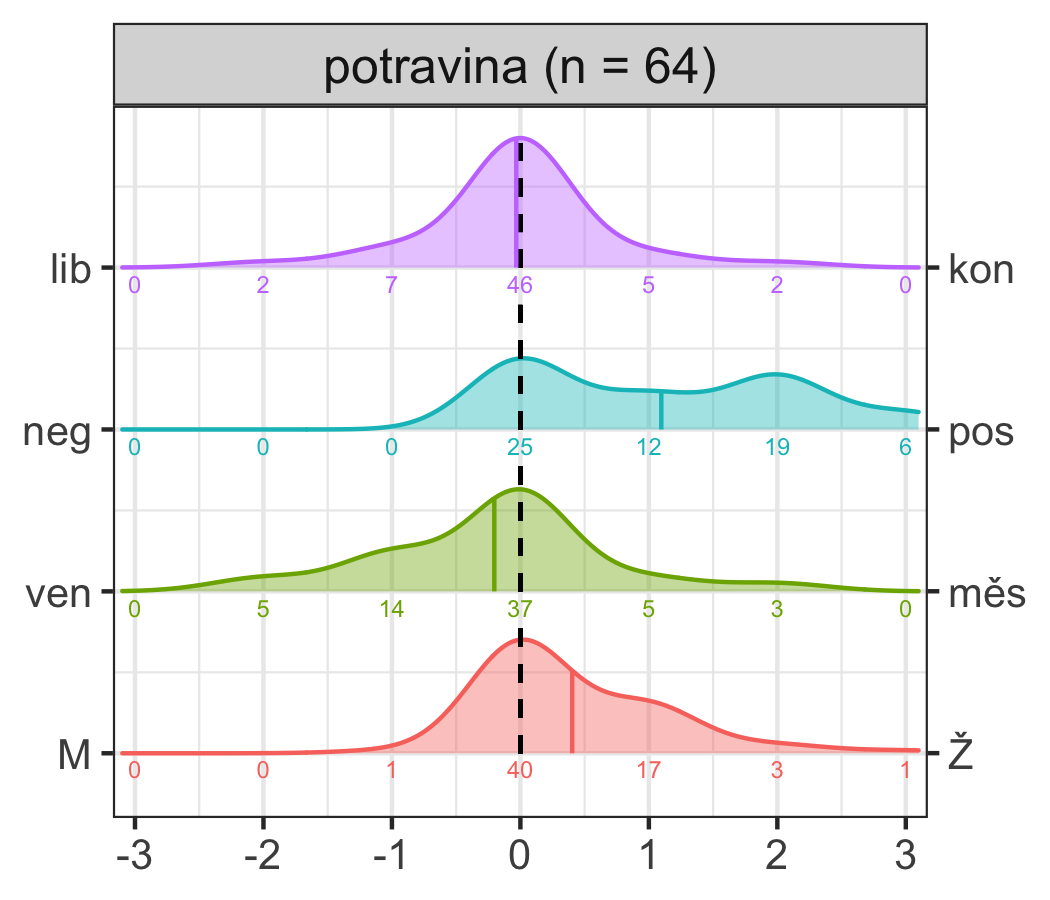 potravina (n = 64)
lib kon
0 2 7 46 5 2 0
neg pos
0 0 0 25 12 19 6
ven měs
0 5 14 37 5 3 0
M Ž
0 0 1 40 17 3 1
-3 -2 -1 0 1 2 3